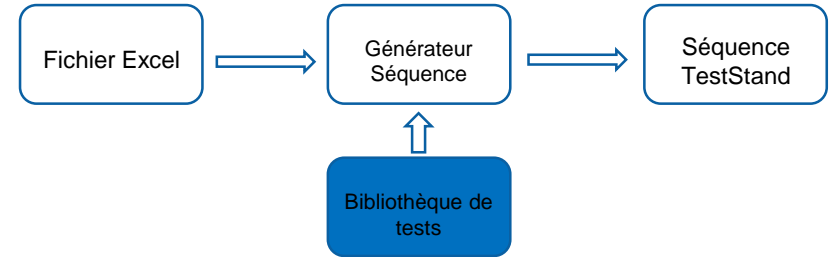 Fichier Excel
Générateur
Séquence
Séquence
TestStand
Bibliothèque de
tests